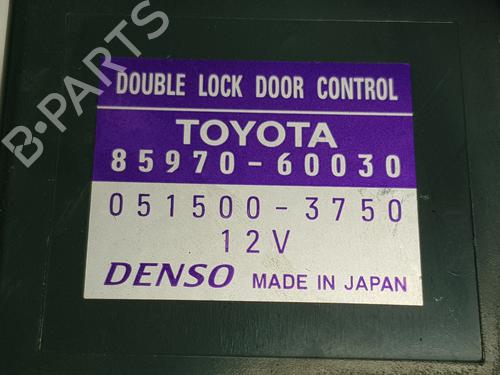 B-PARTS
DOUBLE LOCK DOOR CONTROL
TOYOTA
85970-60030
051500-3750
12V
DENSO MADE IN JAPAN